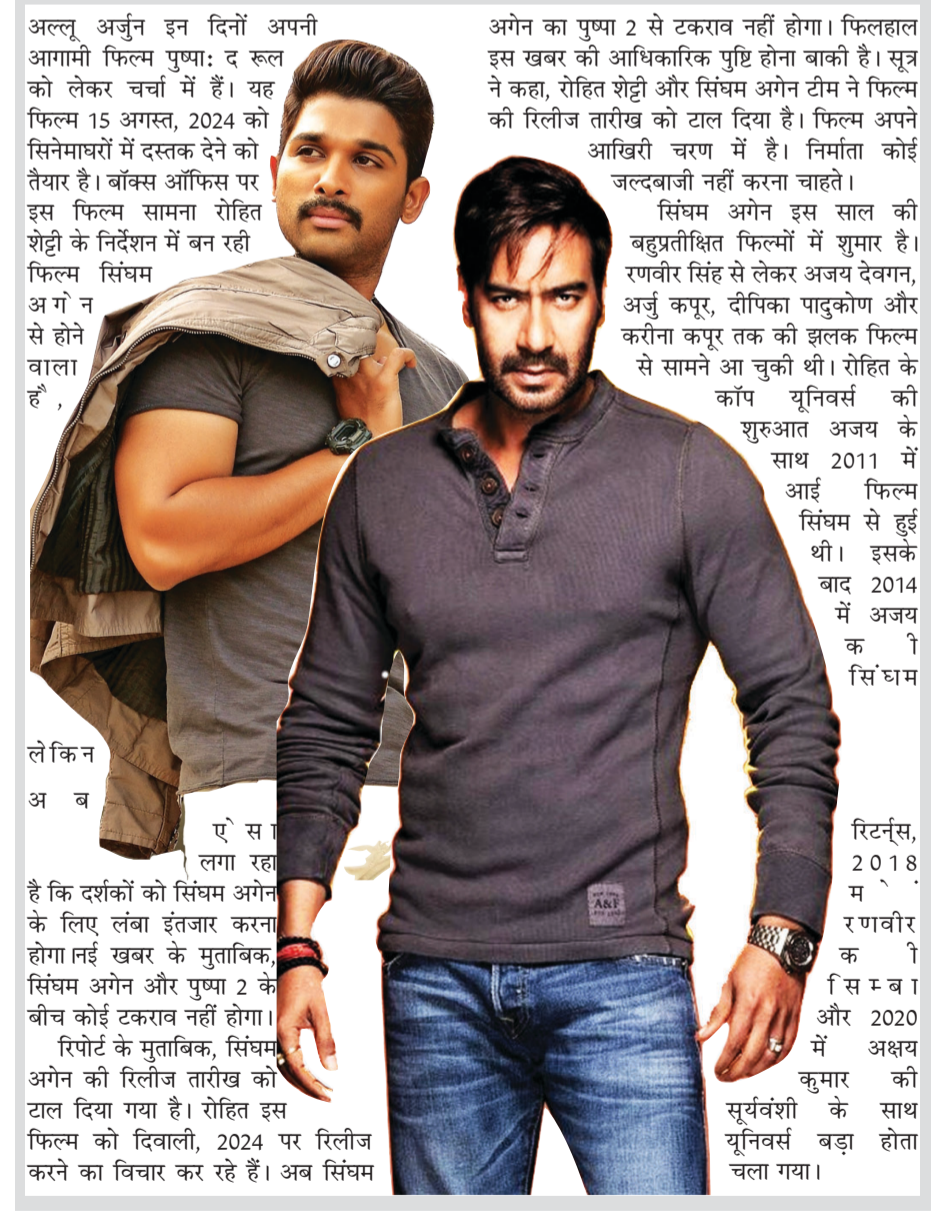 अल्लू अर्जुन इन दिनों अपनी
आगामी फिल्म पुष्पा: द रूल
को लेकर चर्चा में हैं। यह
फिल्म 15 अगस्त, 2024 को
सिनेमाघरों में दस्तक देने को
तैयार है। बॉक्स ऑफिस पर
इस फिल्म सामना रोहित
शेट्टी के निर्देशन में बन रही
फिल्म सिंघम
अगेन
से होने
वाला
है,
लेकिन
अब
ऐसा
लगा रहा
है कि दर्शकों को सिंघम अगेन
के लिए लंबा इंतजार करना
होगा।नई खबर के मुताबिक,
सिंघम अगेन और पुष्पा 2 के
बीच कोई टकराव नहीं होगा।
रिपोर्ट के मुताबिक, सिंघम
अगेन की रिलीज तारीख को
टाल दिया गया है। रोहित इस
फिल्म को दिवाली, 2024 पर रिलीज
करने का विचार कर रहे हैं। अब सिंघम
अगेन का पुष्पा 2 से टकराव नहीं होगा। फिलहाल
इस खबर की आधिकारिक पुष्टि होना बाकी है। सूत्र
ने कहा, रोहित शेट्टी और सिंघम अगेन टीम ने फिल्म
की रिलीज तारीख को टाल दिया है। फिल्म अपने
आखिरी चरण में है। निर्माता कोई
जल्दबाजी नहीं करना चाहते।
सिंघम अगेन इस साल की
बहुप्रतीक्षित फिल्मों में शुमार है।
रणवीर सिंह से लेकर अजय देवगन,
अर्जु कपूर, दीपिका पादुकोण और
करीना कपूर तक की झलक फिल्म
से सामने आ चुकी थी। रोहित के
कॉप यूनिवर्स की
शुरुआत अजय के
साथ 2011 में
आई फिल्म
सिंघम से हुई
थी। इसके
बाद 2014
में अजय
की
सिंघम
रिटर्न्स,
2018
में
रणवीर
की
सिम्बा
और 2020
में अक्षय
कुमार की
सूर्यवंशी के साथ
यूनिवर्स बड़ा होता
चला गया।
A&F